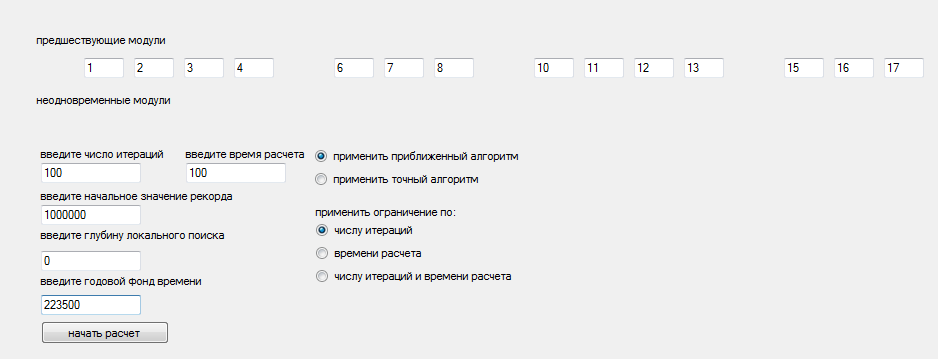 предшествующие модули
1 2 3 4 6 7 8 10 11 12 13 15 16 17
неодновременные модули
введите число итераций введите время расчета
100 100
применить приближенный алгоритм
применить точный алгоритм
введите начальное значение рекорда
1000000
применить ограничение по:
числу итераций
введите глубину локального поиска
0
времени расчета
числу итераций и времени расчета
введите годовой фонд времени
223500
начать расчет